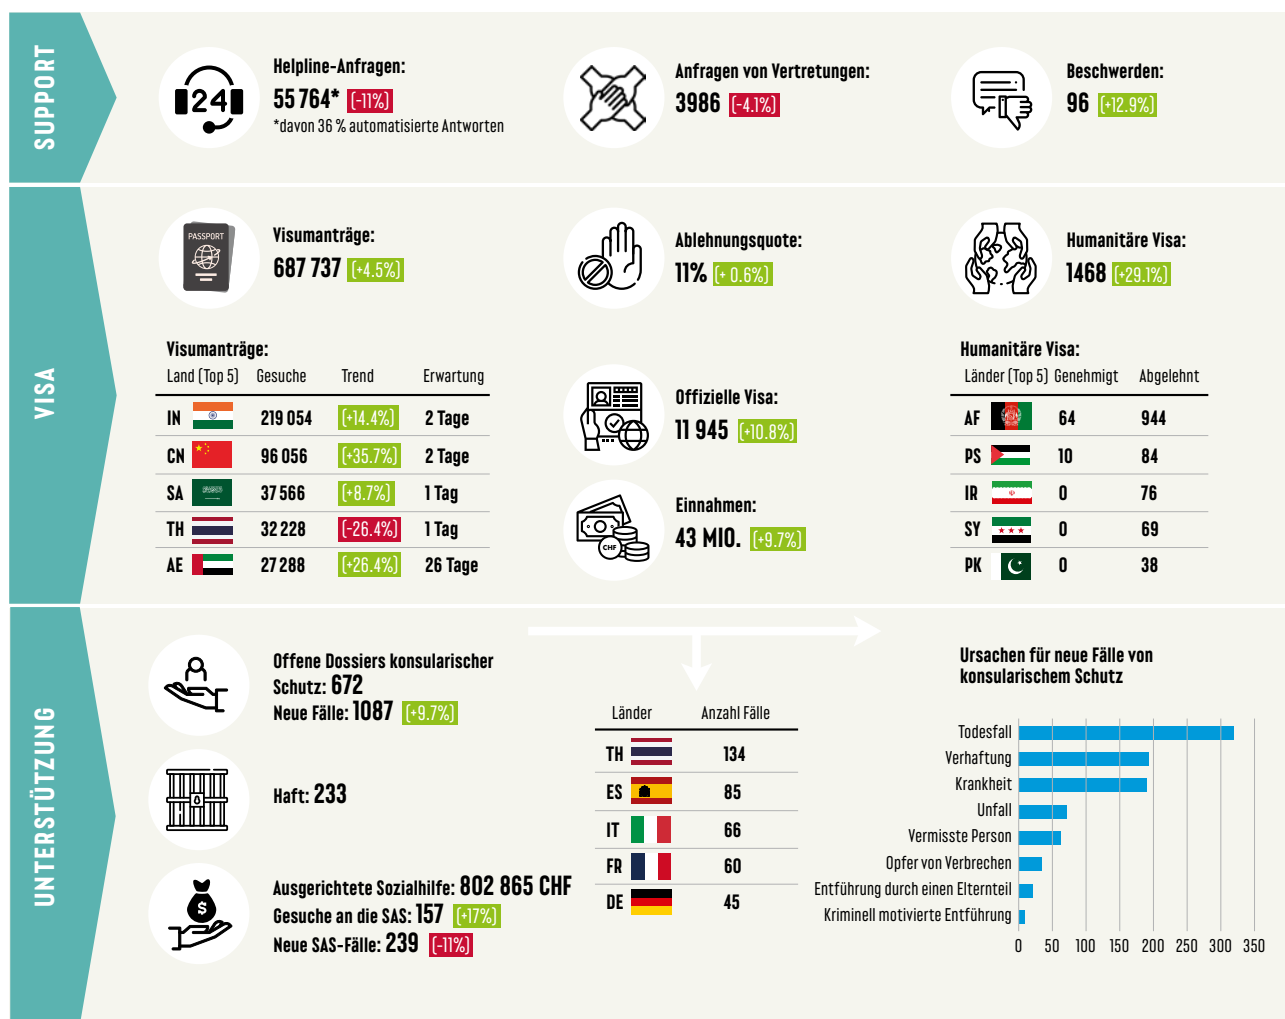 SUPPORT
24
Helpline-Anfragen:
55 764* (-11%)
*davon 36 % automatisierte Antworten
Anfragen von Vertretungen:
3986 (-4.1%)
Beschwerden:
96 (+12.9%)
VISA
PASSPORT
Visumanträge:
687 737 (+4.5%)
Ablehnungsquote:
11% (+ 0.6%)
Humanitäre Visa:
1468 (+29.1%)
Visumanträge:
Land (Top 5) Gesuche Trend Erwartung
IN 219 054 (+14.4%) 2 Tage
CN 96 056 (+35.7%) 2 Tage
SA 37 566 (+8.7%) 1 Tag
TH 32 228 (-26.4%) 1 Tag
AE 27 288 (+26.4%) 26 Tage
Offizielle Visa:
11 945 (+10.8%)
CHF
Einnahmen:
43 MIO. (+9.7%)
Humanitäre Visa:
Länder (Top 5) Genehmigt Abgelehnt
AF 64 944
PS 10 84
IR 0 76
SY 0 69
PK 0 38
UNTERSTÜTZUNG
Offene Dossiers konsularischer
Schutz: 672
Neue Fälle: 1087 (+9.7%)
Haft: 233
$
Ausgerichtete Sozialhilfe: 802 865 CHF
Gesuche an die SAS: 157 (+17%)
Neue SAS-Fälle: 239 (-11%)
Länder Anzahl Fälle
TH 134
ES 85
IT 66
FR 60
DE 45
Ursachen für neue Fälle von
konsularischem Schutz
Todesfall
Verhaftung
Krankheit
Unfall
Vermisste Person
Opfer von Verbrechen
Entführung durch einen Elternteil
Kriminell motivierte Entführung
0 50 100 150 200 250 300 350